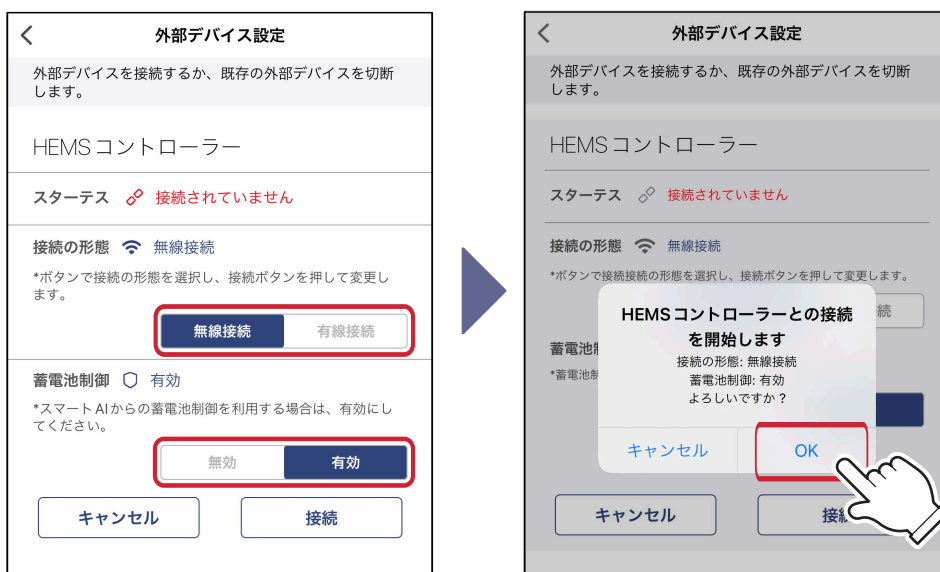 外部デバイス設定
外部デバイスを接続するか、既存の外部デバイスを切断
します。
HEMSコントローラー
スターテス 接続されていません
接続の形態 無線接続
*ボタンで接続の形態を選択し、接続ボタンを押して変更し
ます。
無線接続 有線接続
蓄電池制御 有効
*スマートAIからの蓄電池制御を利用する場合は、有効にし
てください。
無効 有効
キャンセル 接続
外部デバイス設定
外部デバイスを接続するか、既存の外部デバイスを切断
します。
HEMSコントローラー
スターテス 接続されていません
接続の形態 無線接続
*ボタンで接続接続の形態を選択し、接続ボタンを押して変更します。
続
蓄電池制
*蓄電池制
HEMSコントローラーとの接続
を開始します
接続の形態: 無線接続
蓄電池制御: 有効
よろしいですか？
キャンセル OK
キャンセル 接続